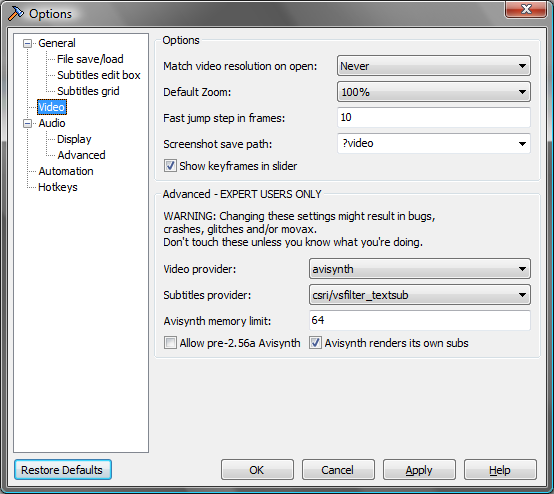 Options
General
File save/load
Subtitles edit box
Subtitles grid
Video
Audio
Display
Advanced
Automation
Hotkeys
Options
Match video resolution on open: Never
Default Zoom: 100%
Fast jump step in frames: 10
Screenshot save path: ?video
Show keyframes in slider
Advanced - EXPERT USERS ONLY
WARNING: Changing these settings might result in bugs,
crashes, glitches and/or movax.
Don't touch these unless you know what you're doing.
Video provider: avisynth
Subtitles provider: csri/vsfilter_textsub
Avisynth memory limit: 64
Allow pre-2.56a Avisynth Avisynth renders its own subs
Restore Defaults OK Cancel Apply Help